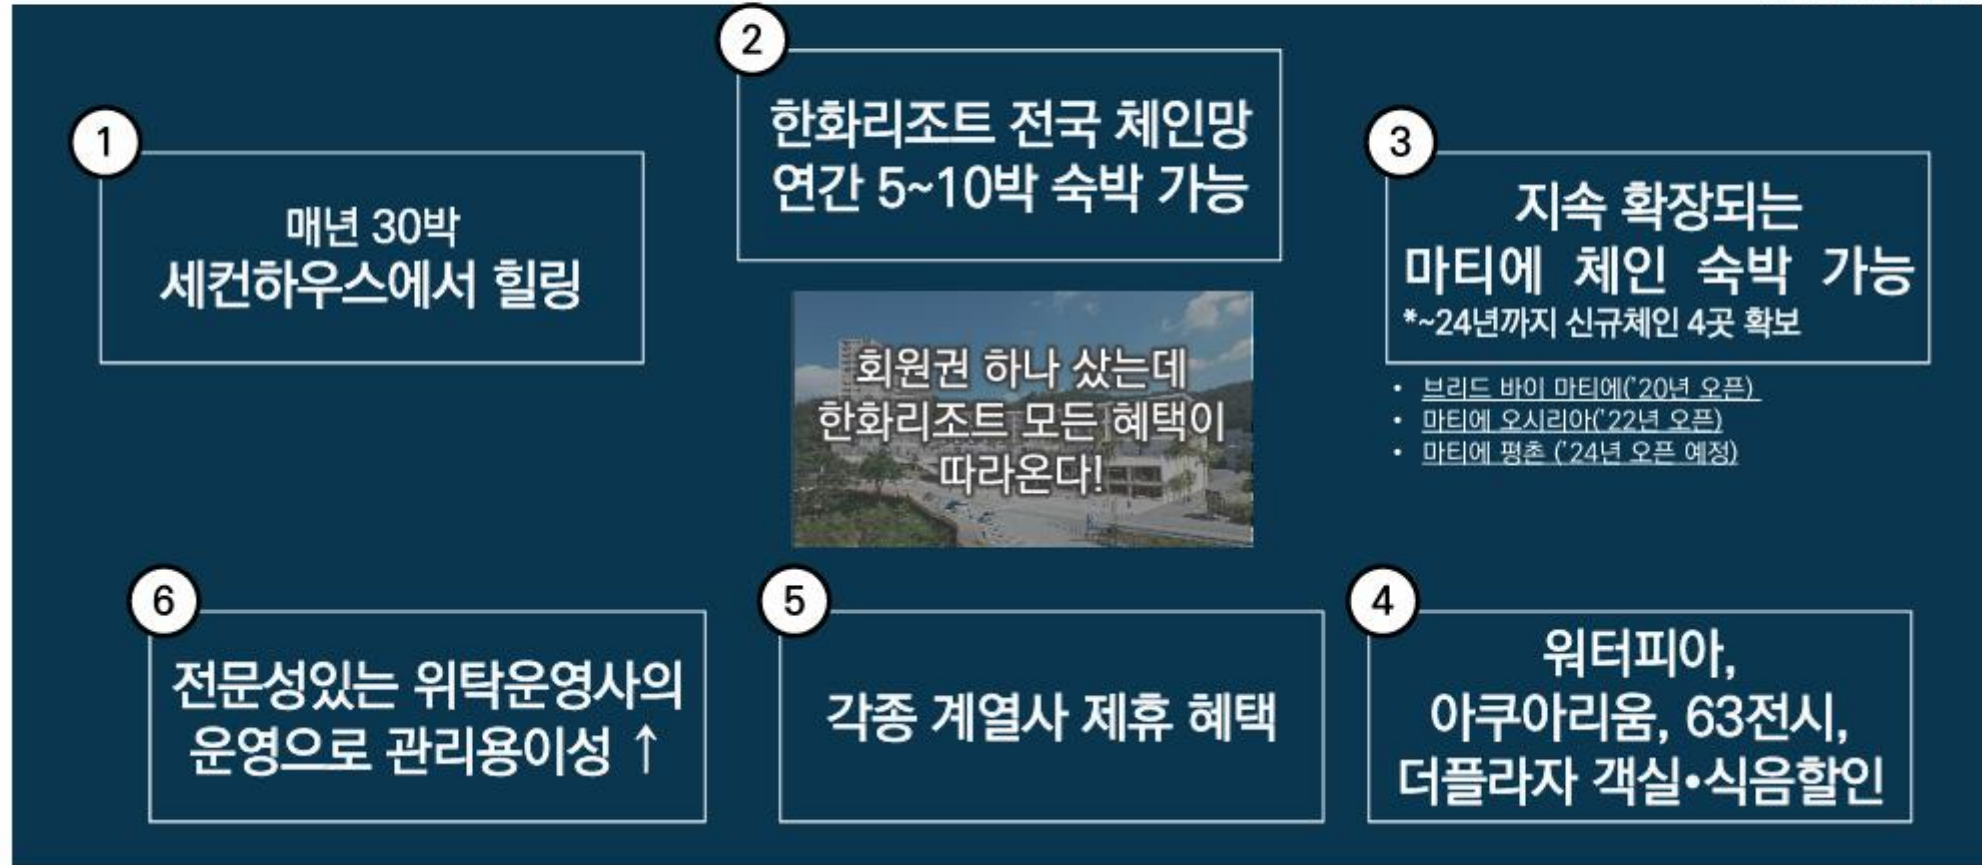 1
매년 30박
세컨하우스에서 힐링
2
한화리조트 전국 체인망
연간 5~10박 숙박 가능
3
지속 확장되는
마티에 체인 숙박 가능
*~24년까지 신규체인 4곳 확보
• 브리드 바이 마티에('20년 오픈)
• 마티에 오시리아('22년 오픈)
• 마티에 평촌 ('24년 오픈 예정)
회원권 하나 샀는데
한화리조트 모든 혜택이
따라온다!
4
워터피아,
아쿠아리움, 63전시,
더플라자 객실•식음할인
5
각종 계열사 제휴 혜택
6
전문성있는 위탁운영사의
운영으로 관리용이성 ↑